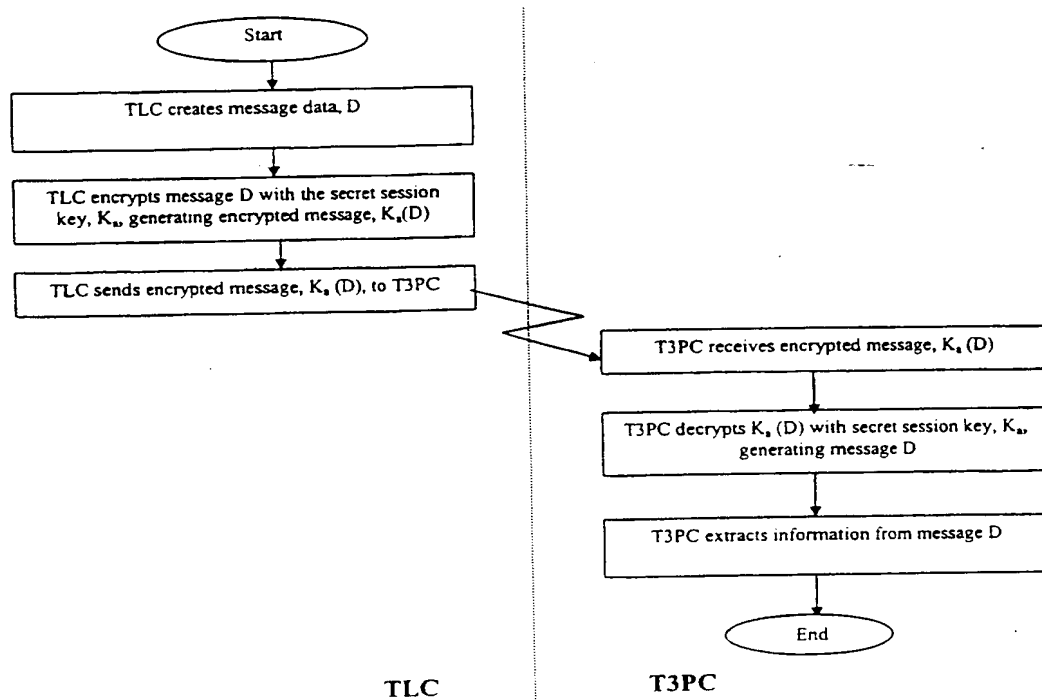 Start
TLC creates message data, D
TLC encrypts message D with the secret session
key, Kₐ, generating encrypted message, Kₐ(D)
TLC sends encrypted message, Kₐ (D), to T3PC
T3PC receives encrypted message, Kₐ (D)
T3PC decrypts Kₐ (D) with secret session key, Kₐ,
generating message D
T3PC extracts information from message D
End
TLC
T3PC